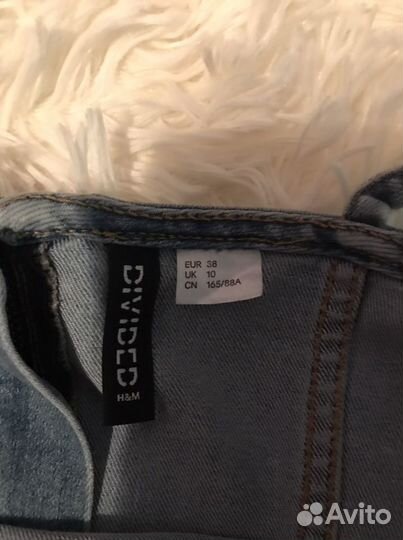 DIVIDED
H&M
EUR 38
UK 10
CN 165/88A
Avito